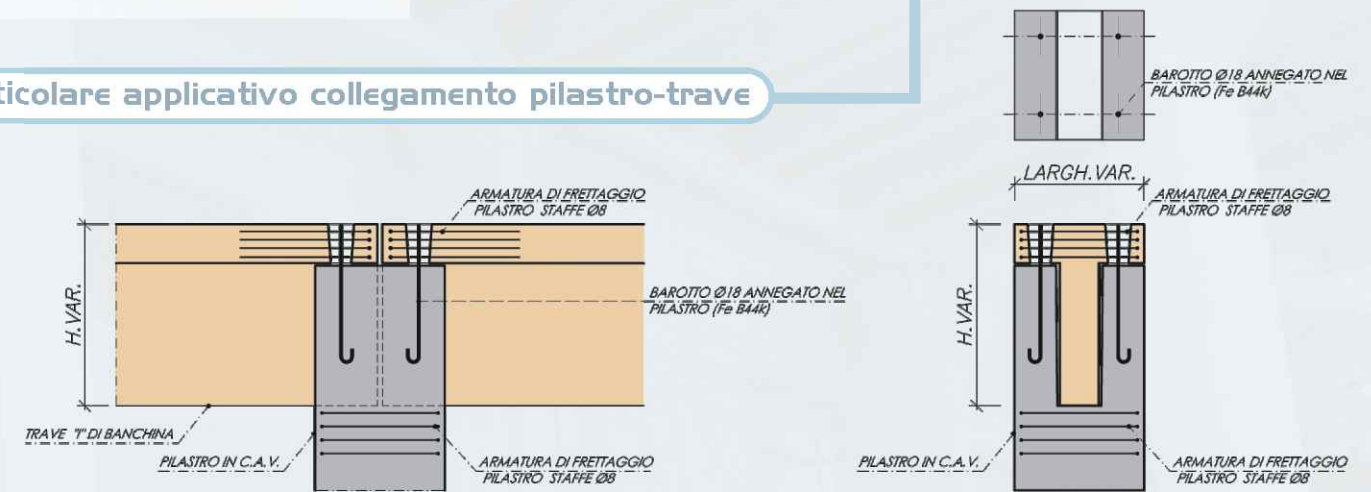 ticolare applicativo collegamento pilastro-trave
BAROTTO Ø18 ANNEGATO NEL
PILASTRO (Fe B44k)
LARGH.VAR.
ARMATURA DI FRETTAGGIO
PILASTRO STAFFE Ø8
ARMATURA DI FRETTAGGIO
PILASTRO STAFFE Ø8
H.VAR.
BAROTTO Ø18 ANNEGATO NEL
PILASTRO (Fe B44k)
H.VAR.
TRAVE "I" DI BANCHINA
PILASTRO IN C.A.V.
ARMATURA DI FRETTAGGIO
PILASTRO STAFFE Ø8
PILASTRO IN C.A.V.
ARMATURA DI FRETTAGGIO
PILASTRO STAFFE Ø8